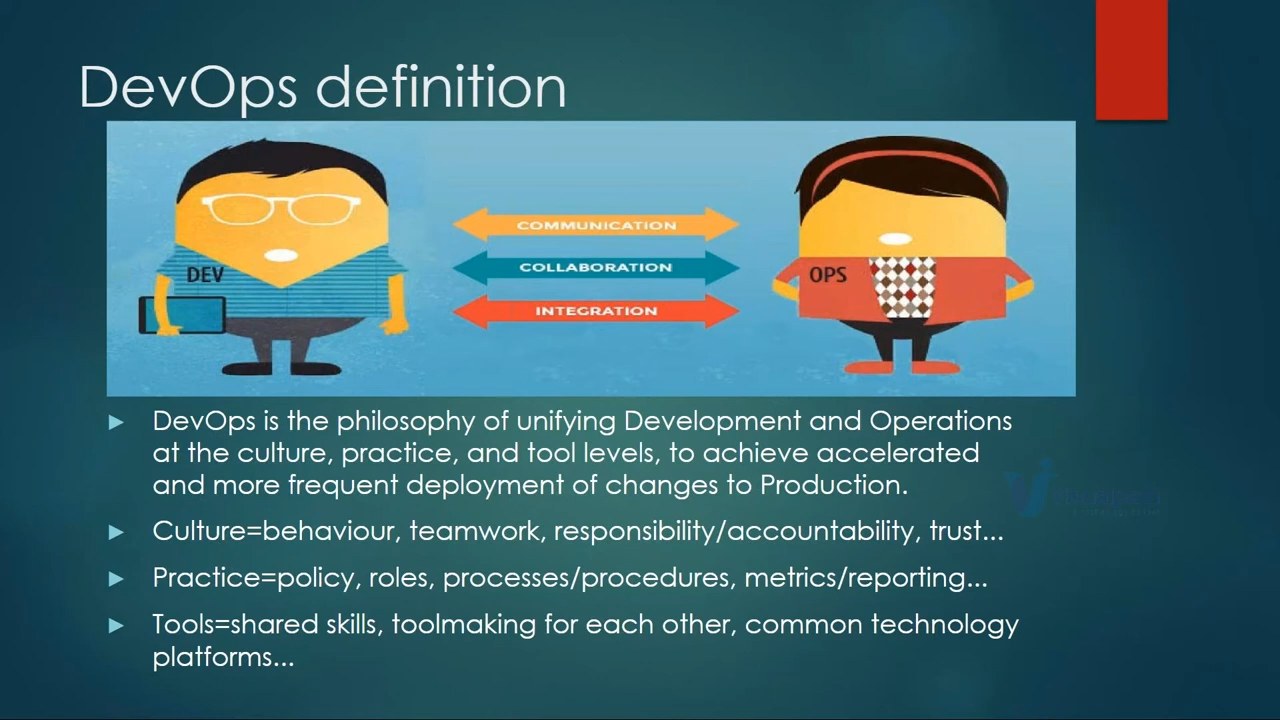 DevOps definition
COMMUNICATION
DEV
COLLABORATION
OPS
INTEGRATION
DevOps is the philosophy of unifying Development and Operations
at the culture, practice, and tool levels, to achieve accelerated
and more frequent deployment of changes to Production.
Culture=behaviour, teamwork, responsibility/accountability, trust...
Practice=policy, roles, processes/procedures, metrics/reporting...
Tools=shared skills, toolmaking for each other, common technology
platforms...